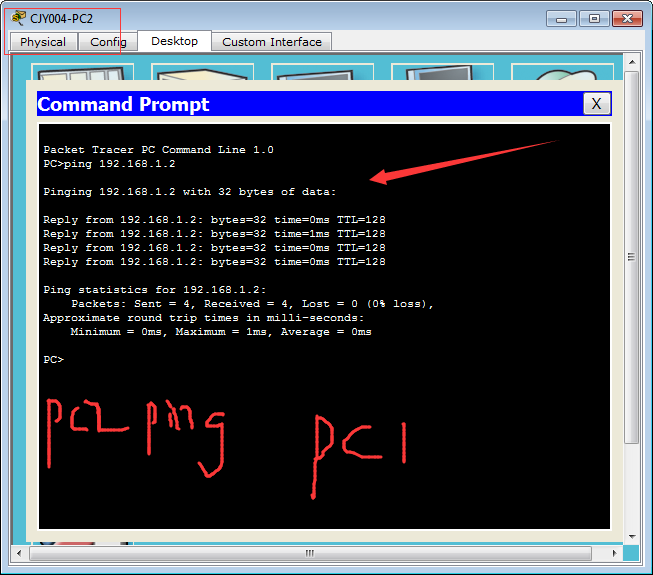 CJY004-PC2
Physical Config Desktop Custom Interface
Command Prompt X
Packet Tracer PC Command Line 1.0
PC>ping 192.168.1.2
Pinging 192.168.1.2 with 32 bytes of data:
Reply from 192.168.1.2: bytes=32 time=0ms TTL=128
Reply from 192.168.1.2: bytes=32 time=1ms TTL=128
Reply from 192.168.1.2: bytes=32 time=0ms TTL=128
Reply from 192.168.1.2: bytes=32 time=0ms TTL=128
Ping statistics for 192.168.1.2:
Packets: Sent = 4, Received = 4, Lost = 0 (0% loss),
Approximate round trip times in milli-seconds:
Minimum = 0ms, Maximum = 1ms, Average = 0ms
PC>
PC2 ping PC1